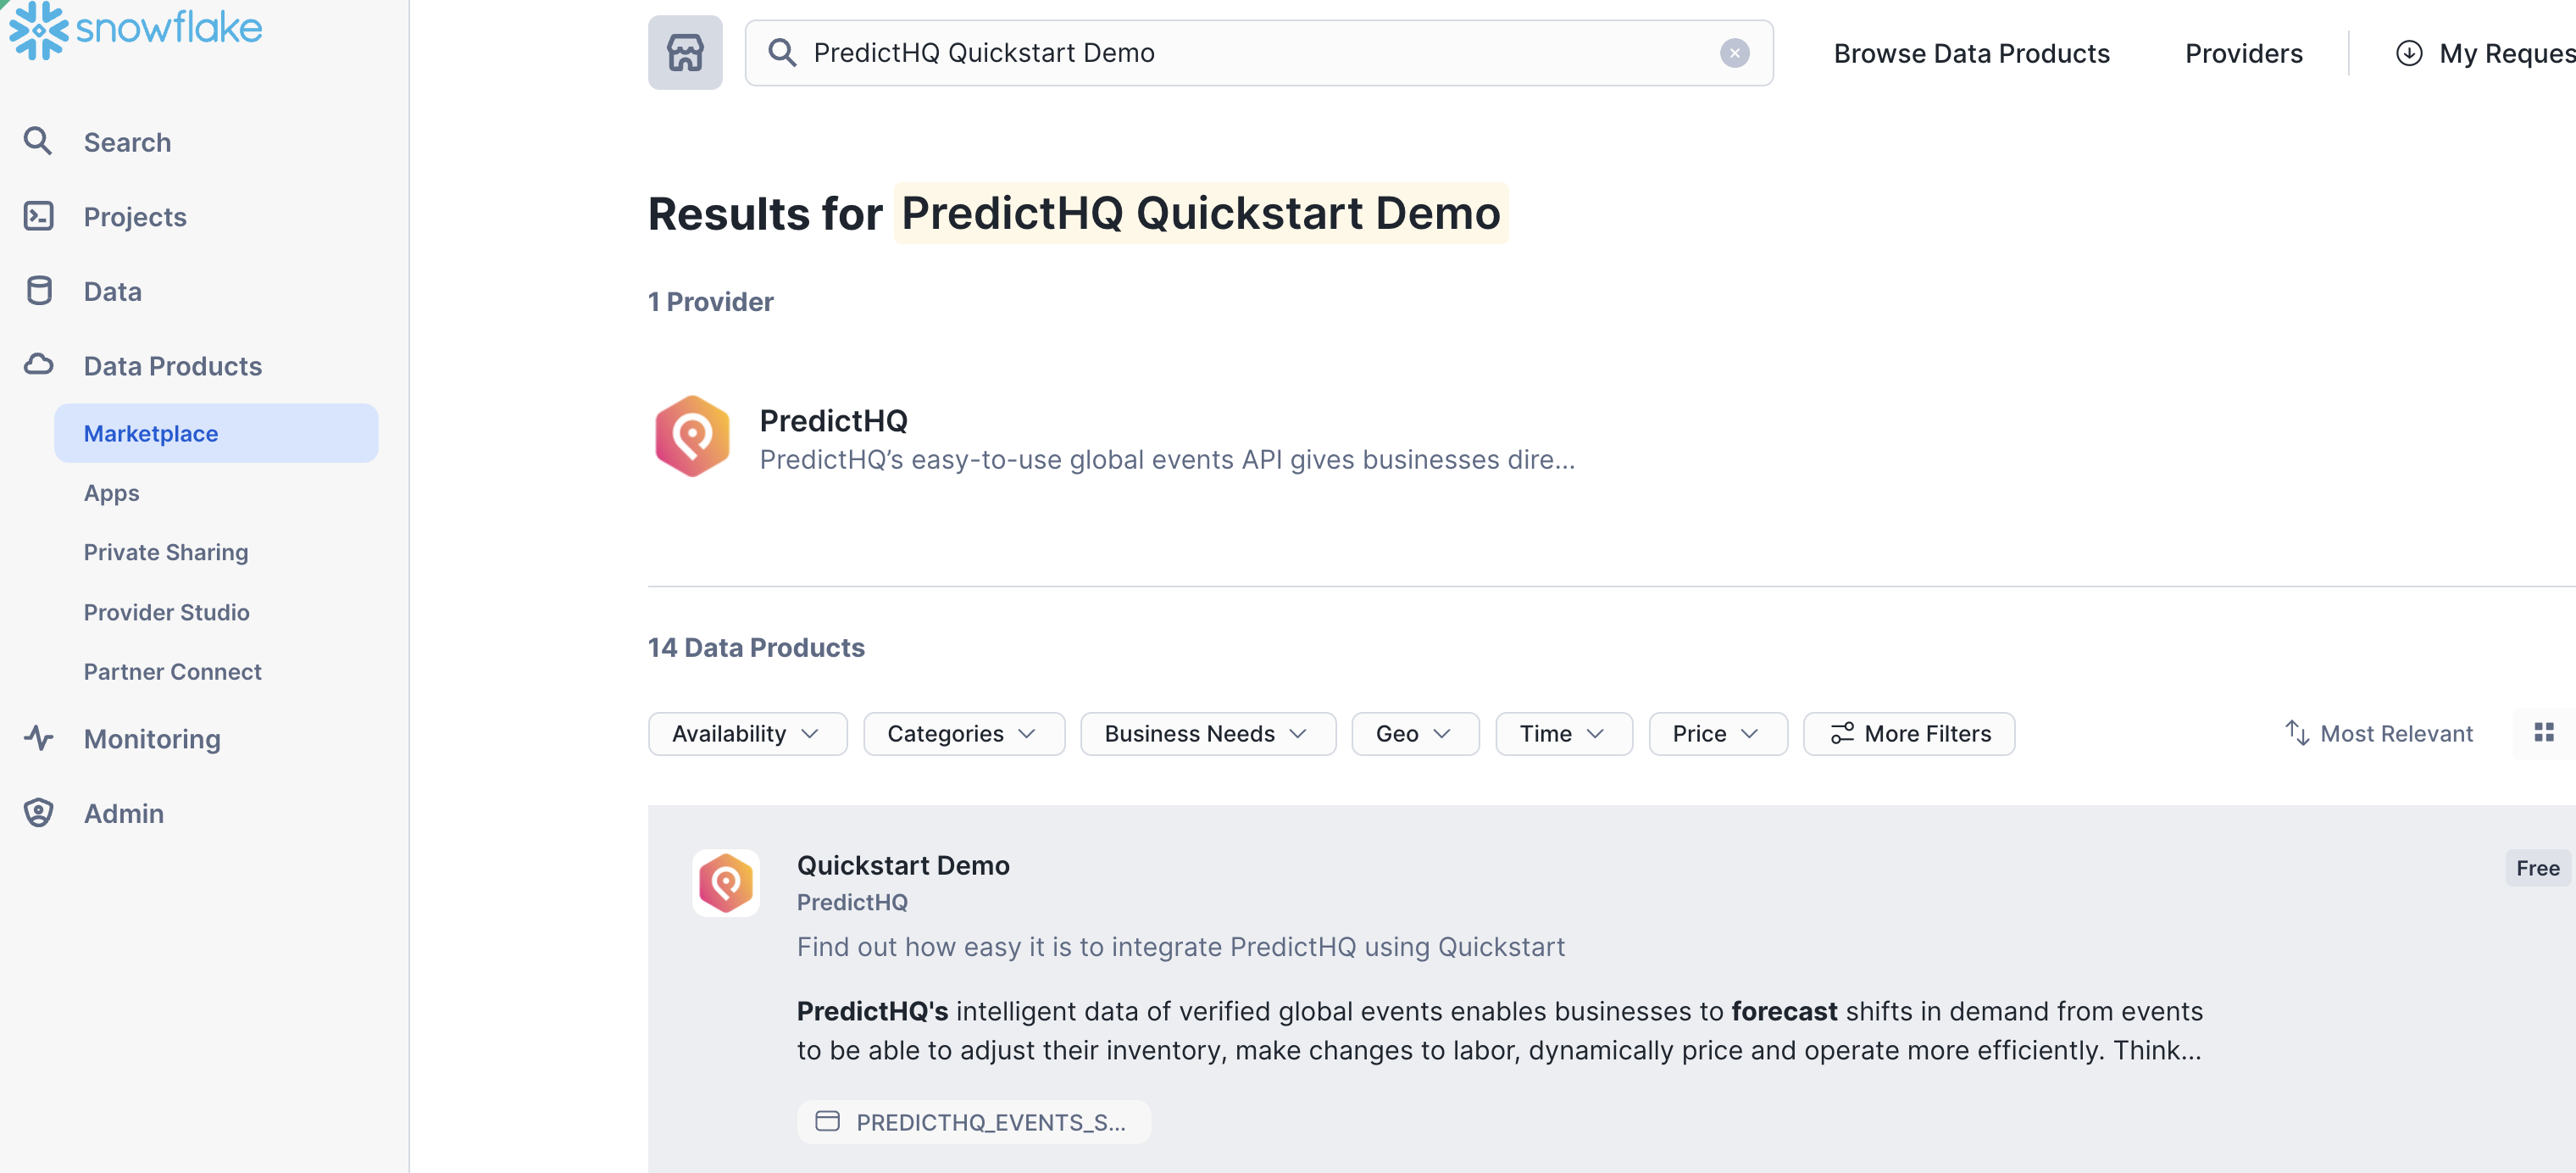 snowflake
Search
Projects
Data
Data Products
Marketplace
Apps
Private Sharing
Provider Studio
Partner Connect
Monitoring
Admin
PredictHQ Quickstart Demo
Browse Data Products
Providers
My Reques
Results for PredictHQ Quickstart Demo
1 Provider
PredictHQ
PredictHQ’s easy-to-use global events API gives businesses dire...
14 Data Products
Availability
Categories
Business Needs
Geo
Time
Price
More Filters
Most Relevant
Quickstart Demo
Free
PredictHQ
Find out how easy it is to integrate PredictHQ using Quickstart
PredictHQ's intelligent data of verified global events enables businesses to forecast shifts in demand from events
to be able to adjust their inventory, make changes to labor, dynamically price and operate more efficiently. Think...
PREDICTHQ_EVENTS_S...